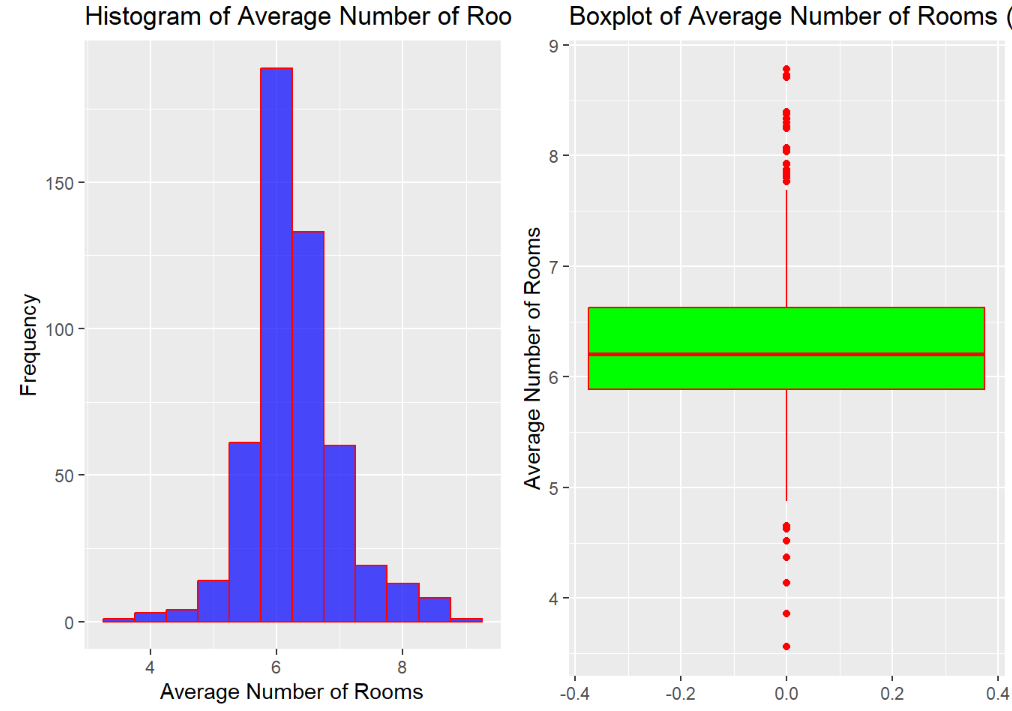 Histogram of Average Number of Roo
Frequency
150
100
50
0
4 6 8
Average Number of Rooms
Boxplot of Average Number of Rooms (
Average Number of Rooms
9
8
7
6
5
4
-0.4 -0.2 0.0 0.2 0.4